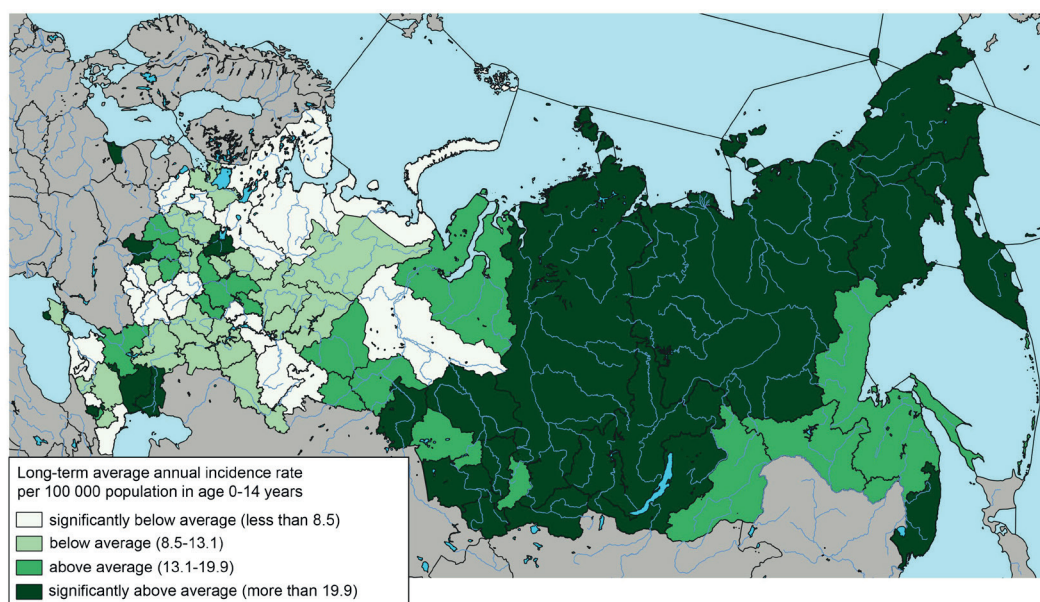 Long-term average annual incidence rate
per 100 000 population in age 0-14 years
significantly below average (less than 8.5)
below average (8.5-13.1)
above average (13.1-19.9)
significantly above average (more than 19.9)